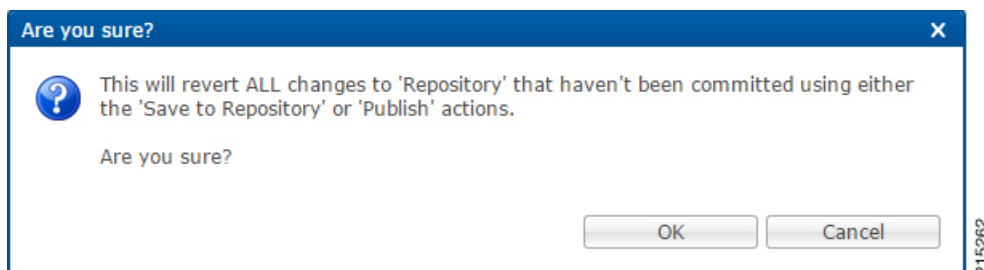 Are you sure?
This will revert ALL changes to 'Repository' that haven't been committed using either
the 'Save to Repository' or 'Publish' actions.
Are you sure?
OK
Cancel
215262